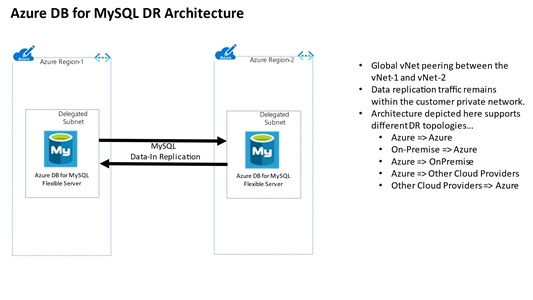 Azure DB for MySQL DR Architecture
Azure
Azure Region-1
Azure
Azure Region-2
Delegated
Subnet
My
Azure DB for MySQL
Flexible Server
MySQL
Data-In Replication
Delegated
Subnet
My
Azure DB for MySQL
Flexible Server
• Global vNet peering between the
vNet-1 and vNet-2
• Data replication traffic remains
within the customer private network.
• Architecture depicted here supports
different DR topologies...
• Azure => Azure
• On-Premise => Azure
• Azure => OnPremise
• Azure => Other Cloud Providers
• Other Cloud Providers => Azure